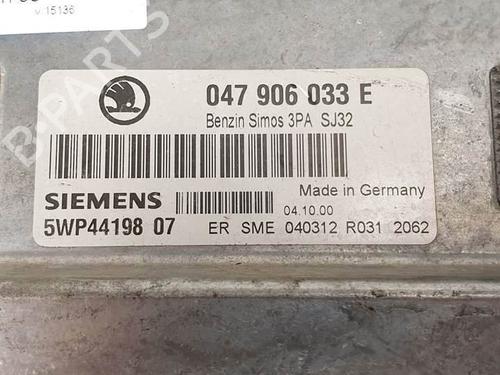 v.15136
047 906 033 E
Benzin Simos 3PA SJ32
SIEMENS
Made in Germany
04.10.00
5WP44198 07
ER SME 040312 R031 2062
B-PARTS